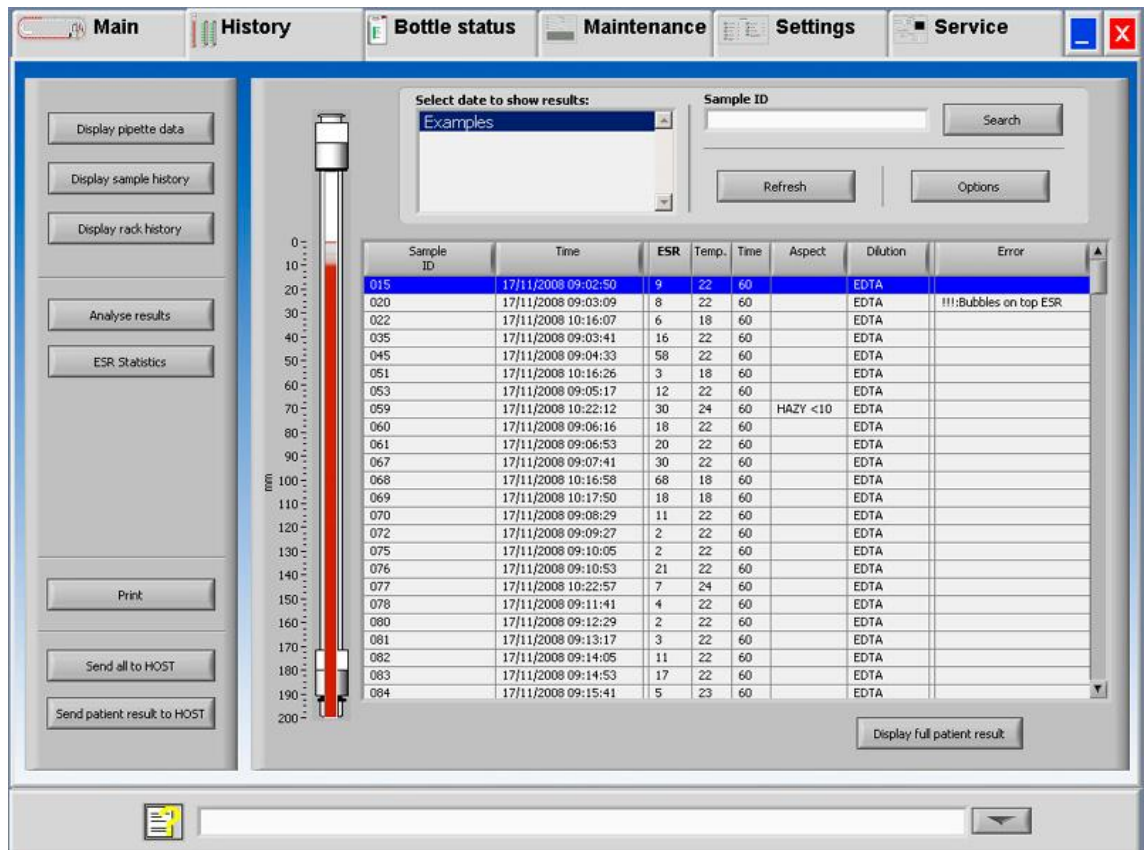 Main History Bottle status Maintenance Settings Service
Display pipette data
Display sample history
Display rack history
Analyse results
ESR Statistics
Print
Send all to HOST
Send patient result to HOST
Select date to show results:
Examples
Sample ID
Search
Refresh
Options
0
10
20
30
40
50
60
70
80
90
mm 100
110
120
130
140
150
160
170
180
190
200
Sample ID Time ESR Temp. Time Aspect Dilution Error
015 17/11/2008 09:02:50 9 22 60 EDTA
020 17/11/2008 09:03:09 8 22 60 EDTA !!!:Bubbles on top ESR
022 17/11/2008 10:16:07 6 18 60 EDTA
035 17/11/2008 09:03:41 16 22 60 EDTA
045 17/11/2008 09:04:33 58 22 60 EDTA
051 17/11/2008 10:16:26 3 18 60 EDTA
053 17/11/2008 09:05:17 12 22 60 EDTA
059 17/11/2008 10:22:12 30 24 60 HAZY <10 EDTA
060 17/11/2008 09:06:16 18 22 60 EDTA
061 17/11/2008 09:06:53 20 22 60 EDTA
067 17/11/2008 09:07:41 30 22 60 EDTA
068 17/11/2008 10:16:58 68 18 60 EDTA
069 17/11/2008 10:17:50 18 18 60 EDTA
070 17/11/2008 09:08:29 11 22 60 EDTA
072 17/11/2008 09:09:27 2 22 60 EDTA
075 17/11/2008 09:10:05 2 22 60 EDTA
076 17/11/2008 09:10:53 21 22 60 EDTA
077 17/11/2008 10:22:57 7 24 60 EDTA
078 17/11/2008 09:11:41 4 22 60 EDTA
080 17/11/2008 09:12:29 2 22 60 EDTA
081 17/11/2008 09:13:17 3 22 60 EDTA
082 17/11/2008 09:14:05 11 22 60 EDTA
083 17/11/2008 09:14:53 17 22 60 EDTA
084 17/11/2008 09:15:41 5 23 60 EDTA
Display full patient result